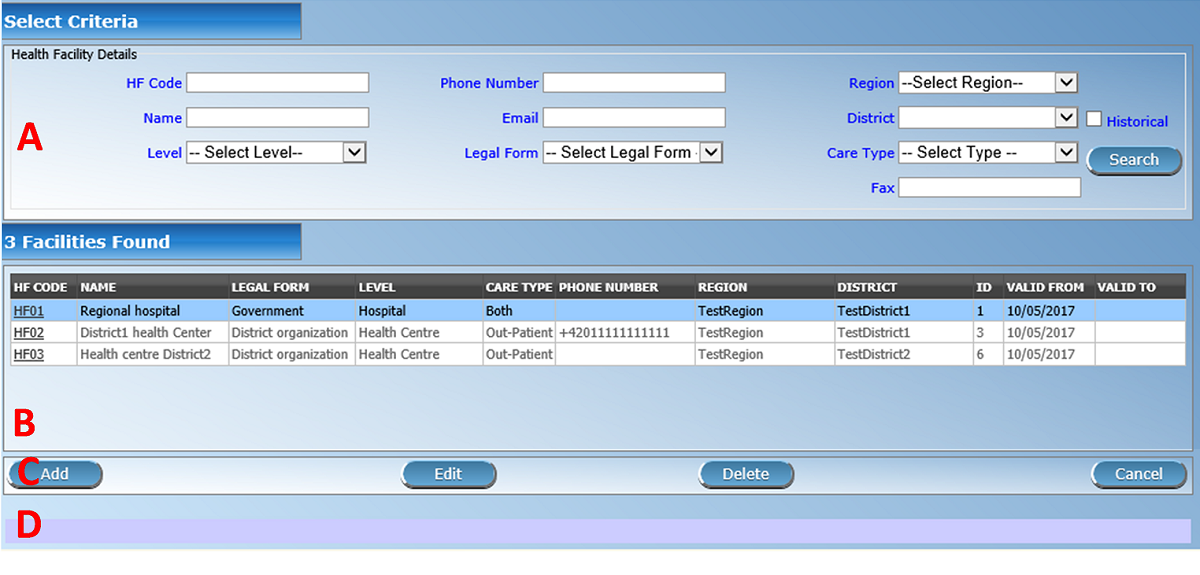 Select Criteria
Health Facility Details
HF Code Phone Number Region --Select Region--
Name Email District Historical
A
Level -- Select Level-- Legal Form -- Select Legal Form - Care Type -- Select Type -- Search
Fax
3 Facilities Found
HF CODE NAME LEGAL FORM LEVEL CARE TYPE PHONE NUMBER REGION DISTRICT ID VALID FROM VALID TO
HF01 Regional hospital Government Hospital Both TestRegion TestDistrict1 1 10/05/2017
HF02 District1 health Center District organization Health Centre Out-Patient +42011111111111 TestRegion TestDistrict1 3 10/05/2017
HF03 Health centre District2 District organization Health Centre Out-Patient TestRegion TestDistrict2 6 10/05/2017
B
C Add Edit Delete Cancel
D